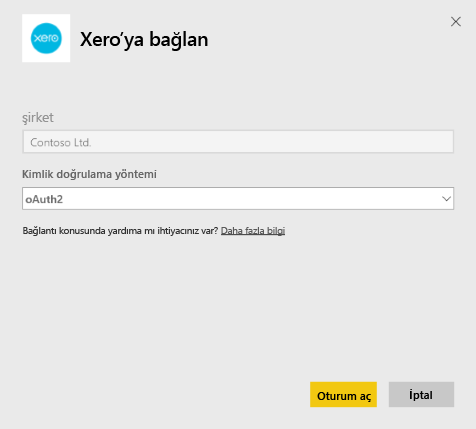 xero
Xero'ya bağlan
şirket
Contoso Ltd.
Kimlik doğrulama yöntemi
oAuth2
Bağlantı konusunda yardıma mı ihtiyacınız var? Daha fazla bilgi
Oturum aç
İptal